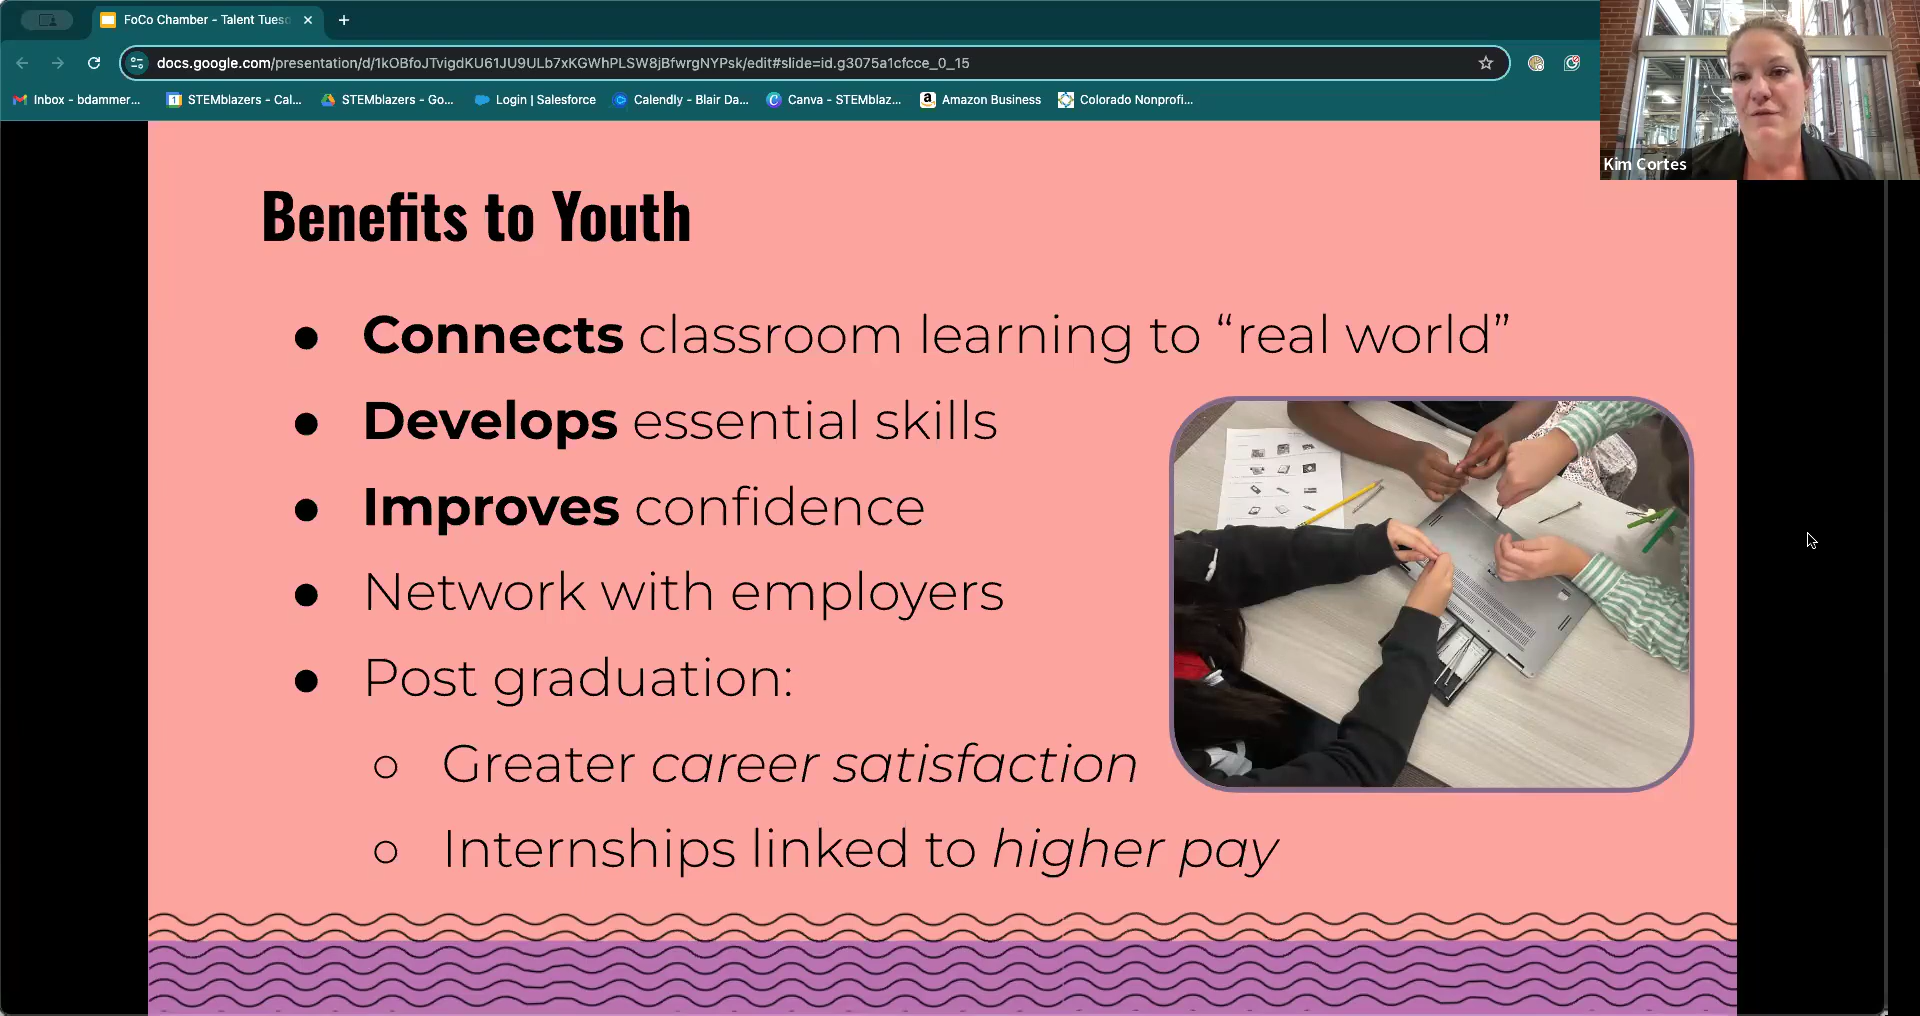 FoCo Chamber - Talent Tuesd
docs.google.com/presentation/d/1kOBfoJTvigdKU61JU9ULb7xKGWhPLSW8jBfwrgNYPsk/edit#slide=id.g3075a1cfcce_0_15
Inbox - bdammer...
STEMblazers - Cal...
STEMblazers - Go...
Login | Salesforce
Calendly - Blair Da...
Canva - STEMblaz...
Amazon Business
Colorado Nonprofi...
Kim Cortes
Benefits to Youth
● Connects classroom learning to “real world”
● Develops essential skills
● Improves confidence
● Network with employers
● Post graduation:
○ Greater career satisfaction
○ Internships linked to higher pay